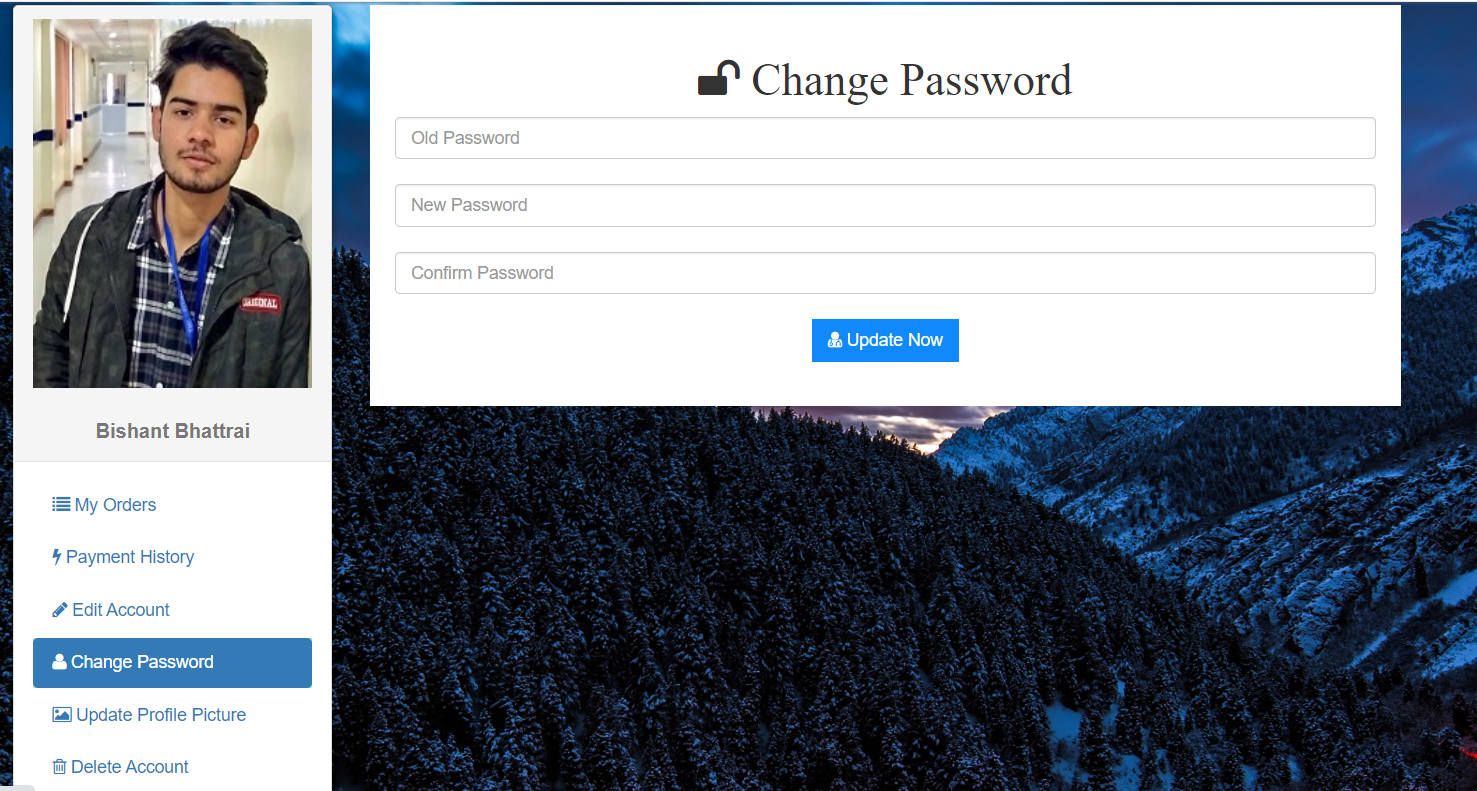 ORIGINAL
Bishant Bhattrai
My Orders
Payment History
Edit Account
Change Password
Update Profile Picture
Delete Account
Change Password
Old Password
New Password
Confirm Password
Update Now